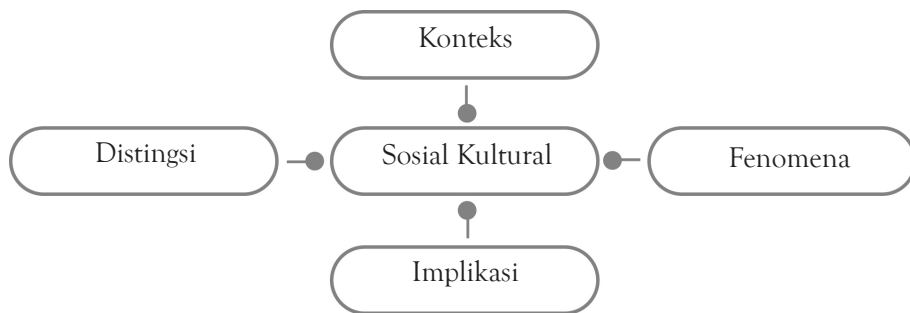 Konteks
Distingsi
Sosial Kultural
Fenomena
Implikasi